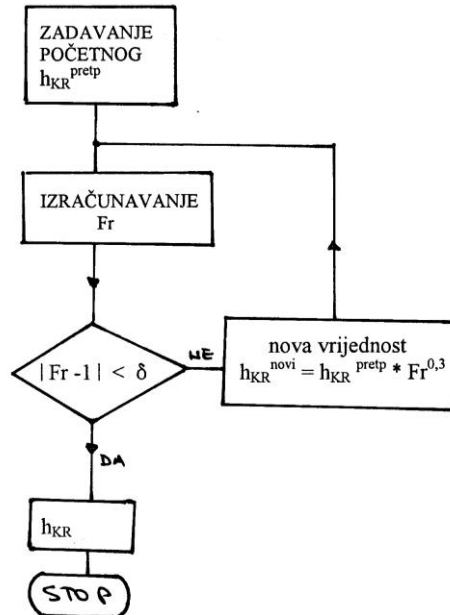 ZADAVANJE
POČETNOG
hKR^pretp
IZRAČUNAVANJE
Fr
| Fr -1 | < δ
NE
nova vrijednost
hKR^novi = hKR^pretp * Fr^0,3
DA
hKR
STOP